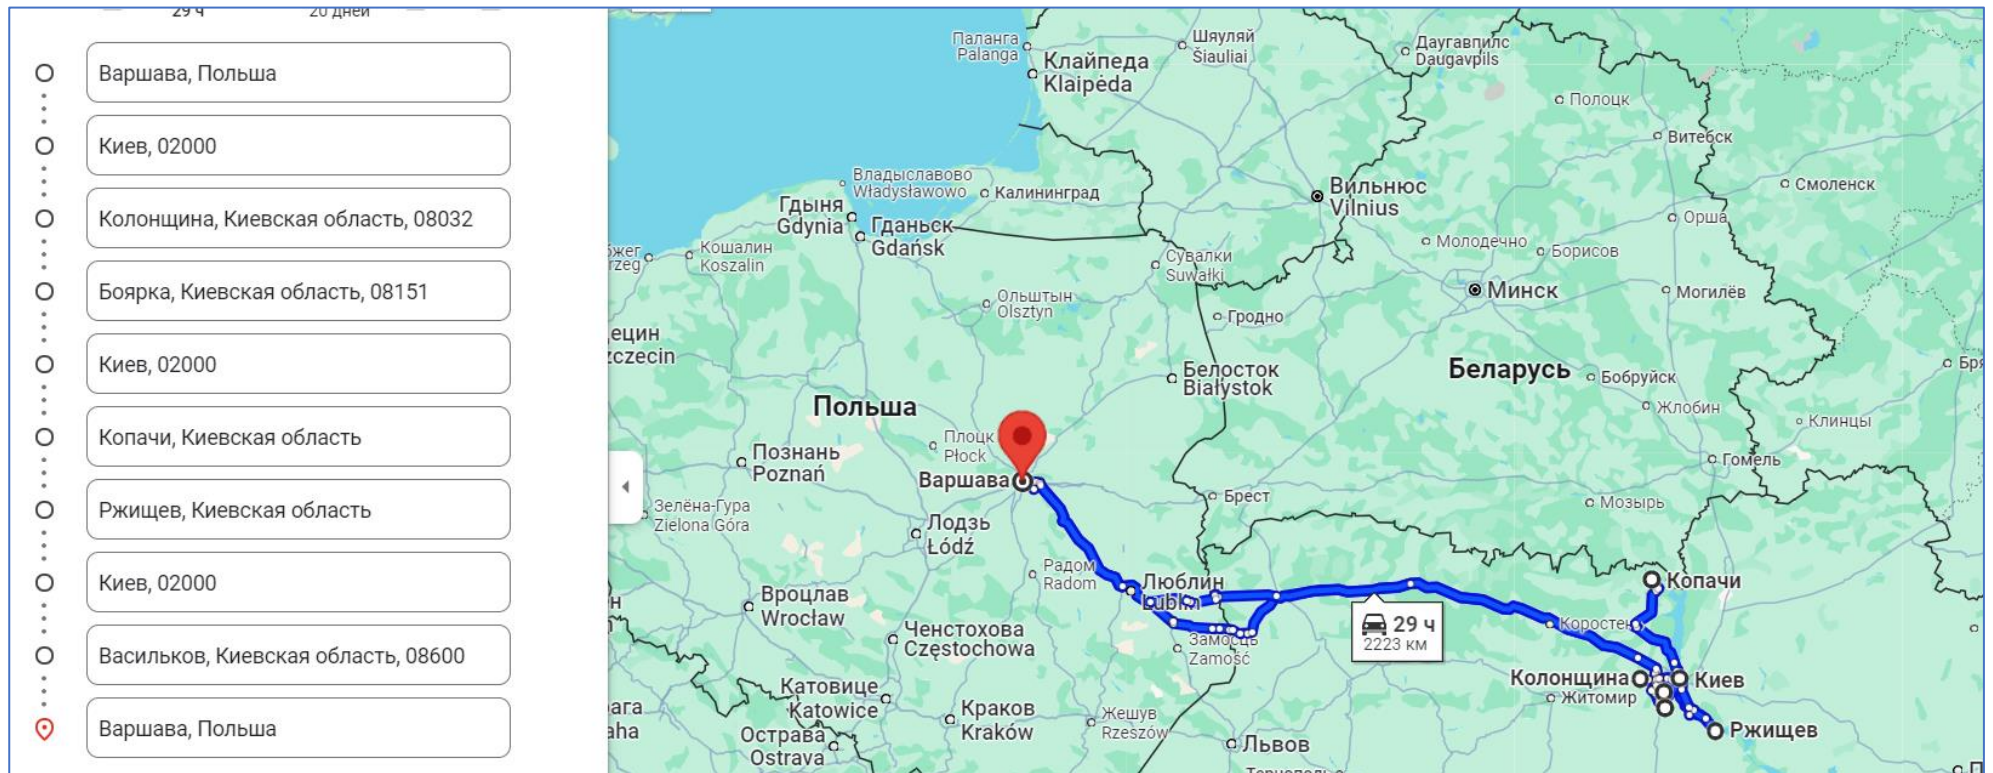 29 ч
20 дней
Варшава, Польша
Киев, 02000
Колонщина, Киевская область, 08032
Боярка, Киевская область, 08151
Киев, 02000
Копачи, Киевская область
Ржищев, Киевская область
Киев, 02000
Васильков, Киевская область, 08600
Варшава, Польша
Паланга
Palanga
Клайпеда
Klaipėda
Шяуляй
Šiauliai
Даугавпилс
Daugavpils
Полоцк
Витебск
Смоленск
Владыславово
Władysławowo
Калининград
Вильнюс
Vilnius
Гдыня
Gdynia
Гданьск
Gdańsk
Орша
Молодечно
Борисов
Кошалин
Koszalin
Сувалки
Suwałki
Минск
Могилёв
Ольштын
Olsztyn
Гродно
ецин
zczecin
Белосток
Białystok
Беларусь
Бобруйск
Жлобин
Клинцы
Польша
Плоцк
Płock
Познань
Poznań
Варшава
Гомель
Брест
Мозырь
Зелёна-Гура
Zielona Góra
Лодзь
Łódź
Радом
Radom
Люблин
Lublin
Копачи
Вроцлав
Wrocław
29 ч
2223 км
Коростень
Ченстохова
Częstochowa
Замосць
Zamość
Колонщина
Киев
Житомир
Катовице
Katowice
Краков
Kraków
Жешув
Rzeszów
Ржищев
Острава
Ostrava
Львов